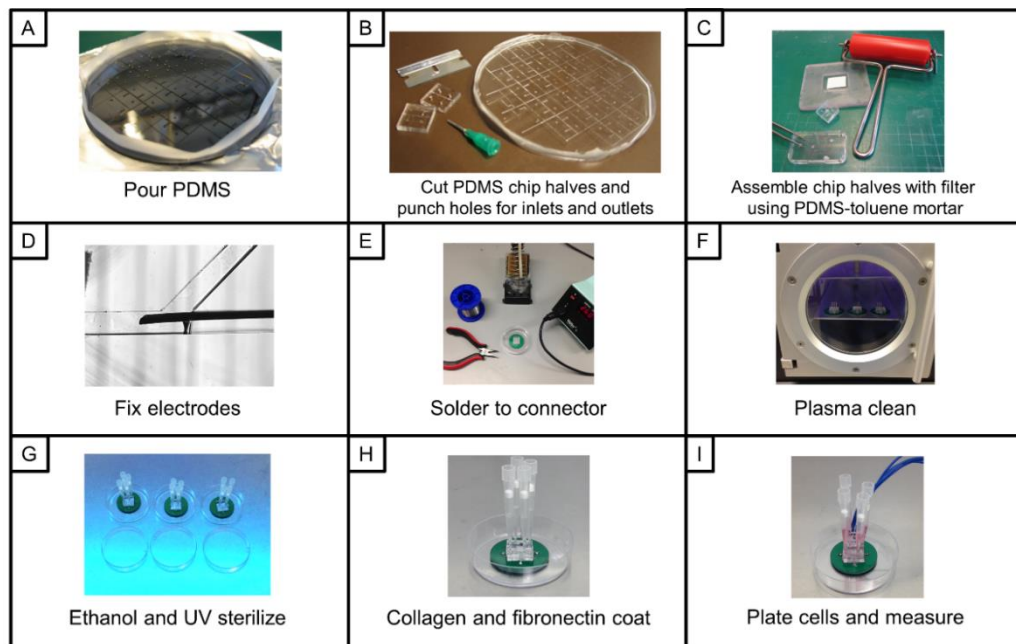 A
Pour PDMS
B
Cut PDMS chip halves and
punch holes for inlets and outlets
C
Assemble chip halves with filter
using PDMS-toluene mortar
D
Fix electrodes
E
Solder to connector
F
Plasma clean
G
Ethanol and UV sterilize
H
Collagen and fibronectin coat
I
Plate cells and measure